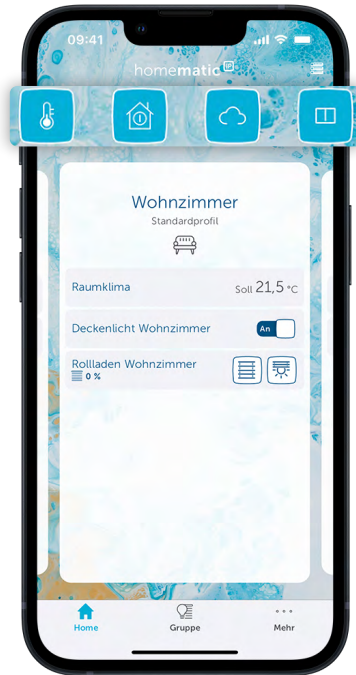 09:41
homematic IP
Wohnzimmer
Standardprofil
Raumklima
Soll 21,5 °C
Deckenlicht Wohnzimmer
An
Rollladen Wohnzimmer
0 %
Home
Gruppe
Mehr